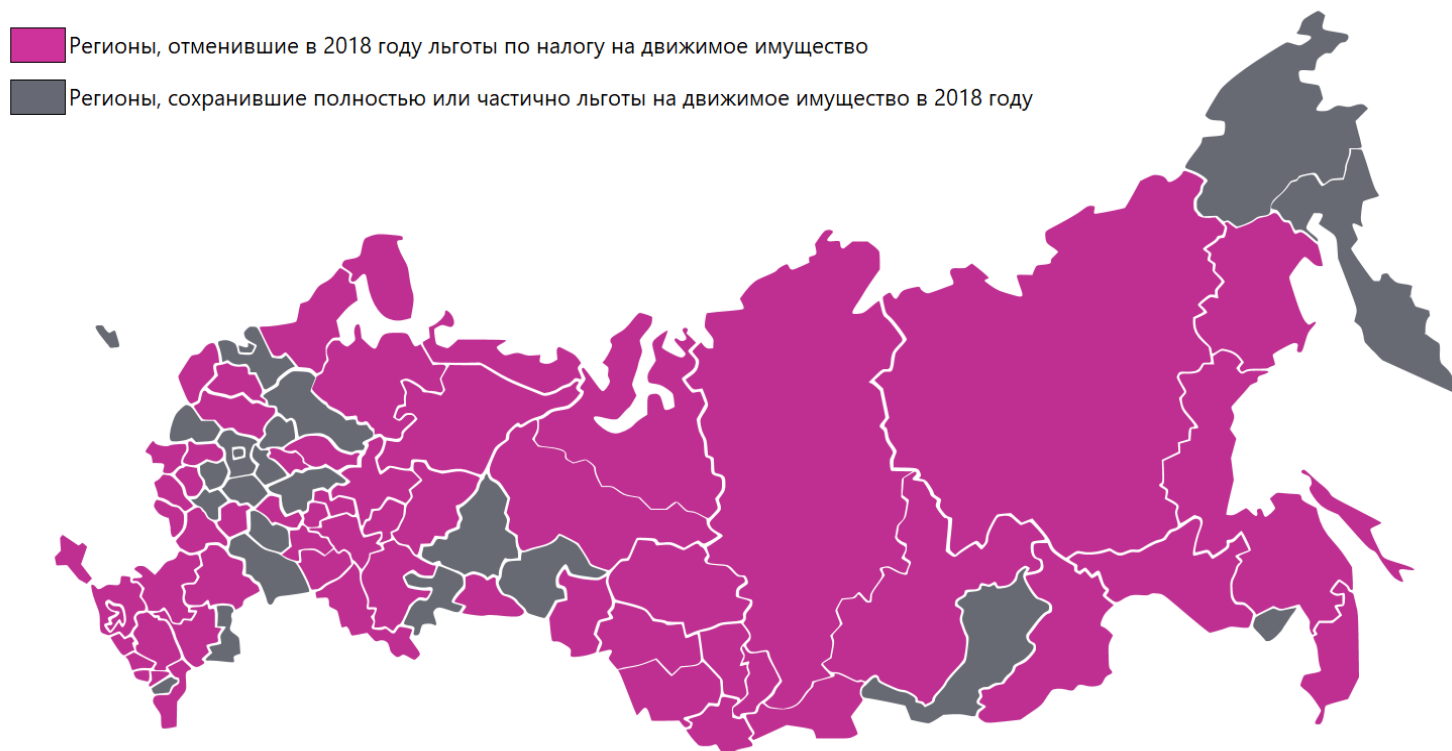 Регионы, отменившие в 2018 году льготы по налогу на движимое имущество
Регионы, сохранившие полностью или частично льготы на движимое имущество в 2018 году